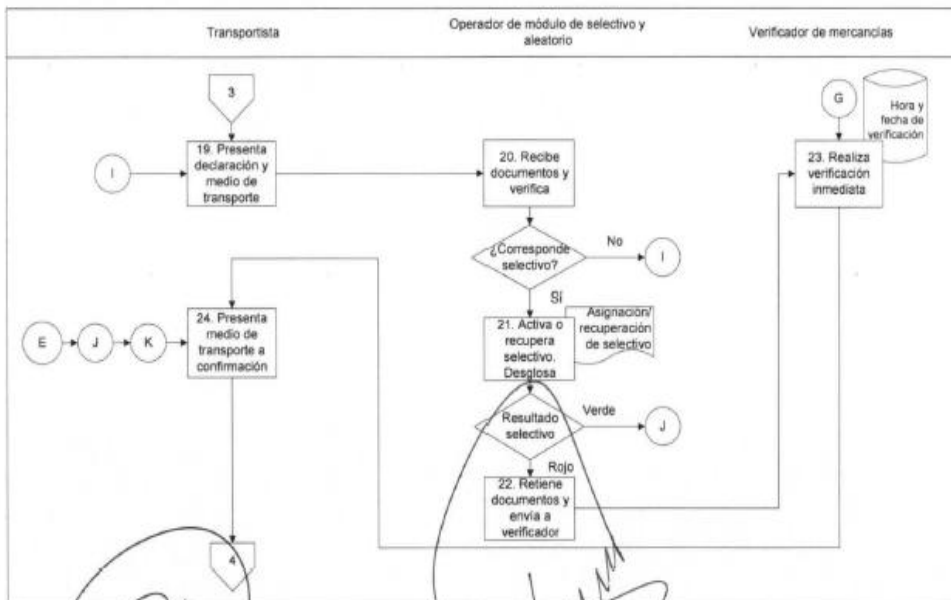 Transportista
Operador de módulo de selectivo y
aleatorio
Verificador de mercancías
3
G
Hora y
fecha de
verificación
I
19. Presenta
declaración y
medio de
transporte
20. Recibe
documentos y
verifica
23. Realiza
verificación
inmediata
¿Corresponde
selectivo?
No
I
Sí
E
J
K
24. Presenta
medio de
transporte a
confirmación
21. Activa o
recupera
selectivo.
Desglosa
Asignación/
recuperación
de selectivo
Resultado
selectivo
Verde
J
Rojo
22. Retiene
documentos y
envía a
verificador
4